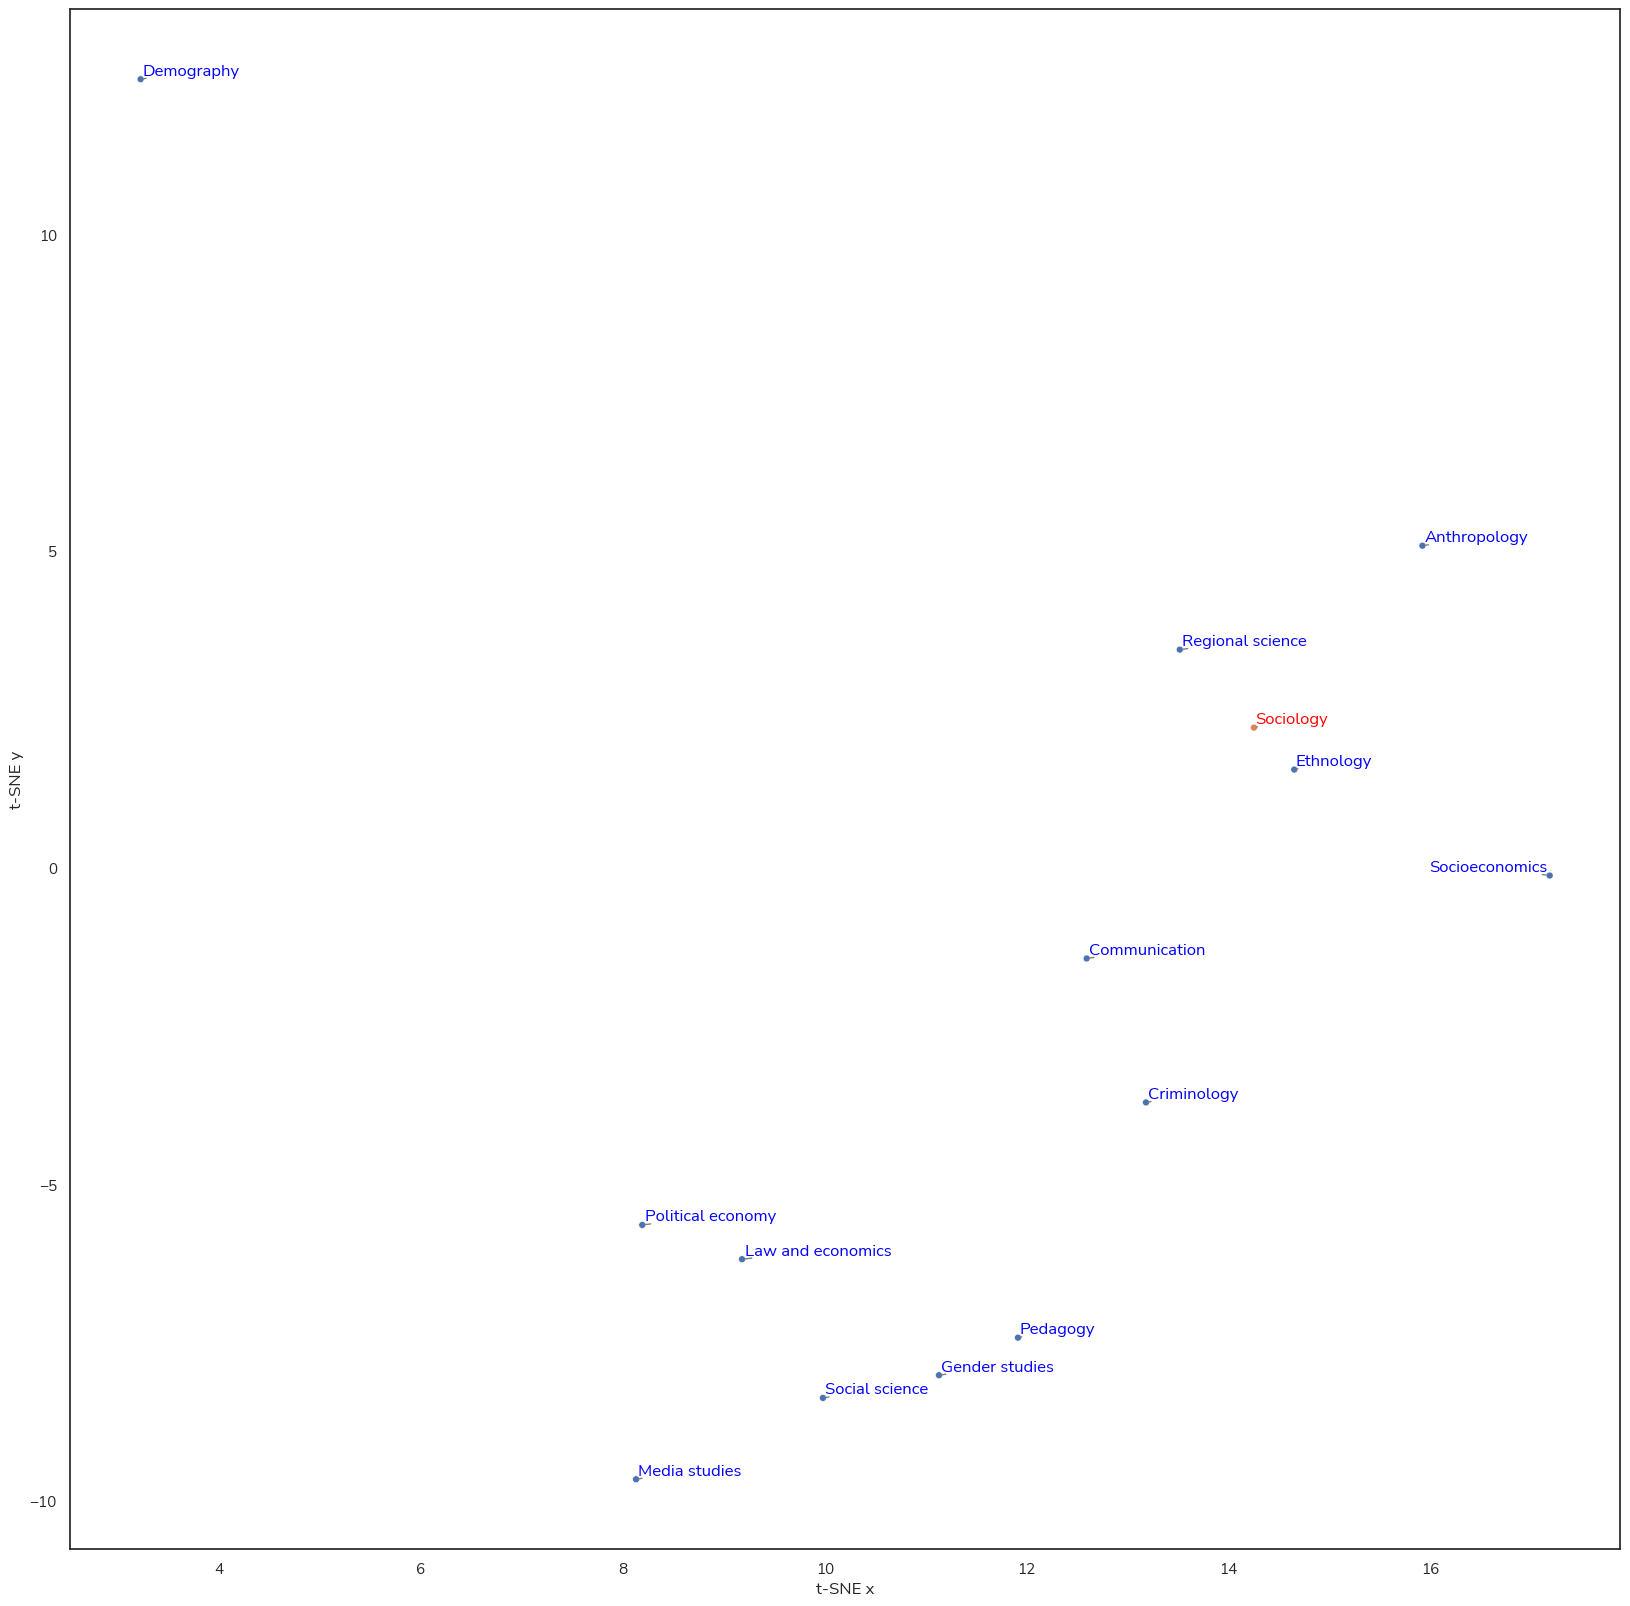 Demography
10
Anthropology
5
Regional science
Sociology
Ethnology
t-SNE y
0
Socioeconomics
Communication
Criminology
−5
Political economy
Law and economics
Pedagogy
Gender studies
Social science
Media studies
−10
4 6 8 10 12 14 16
t-SNE x